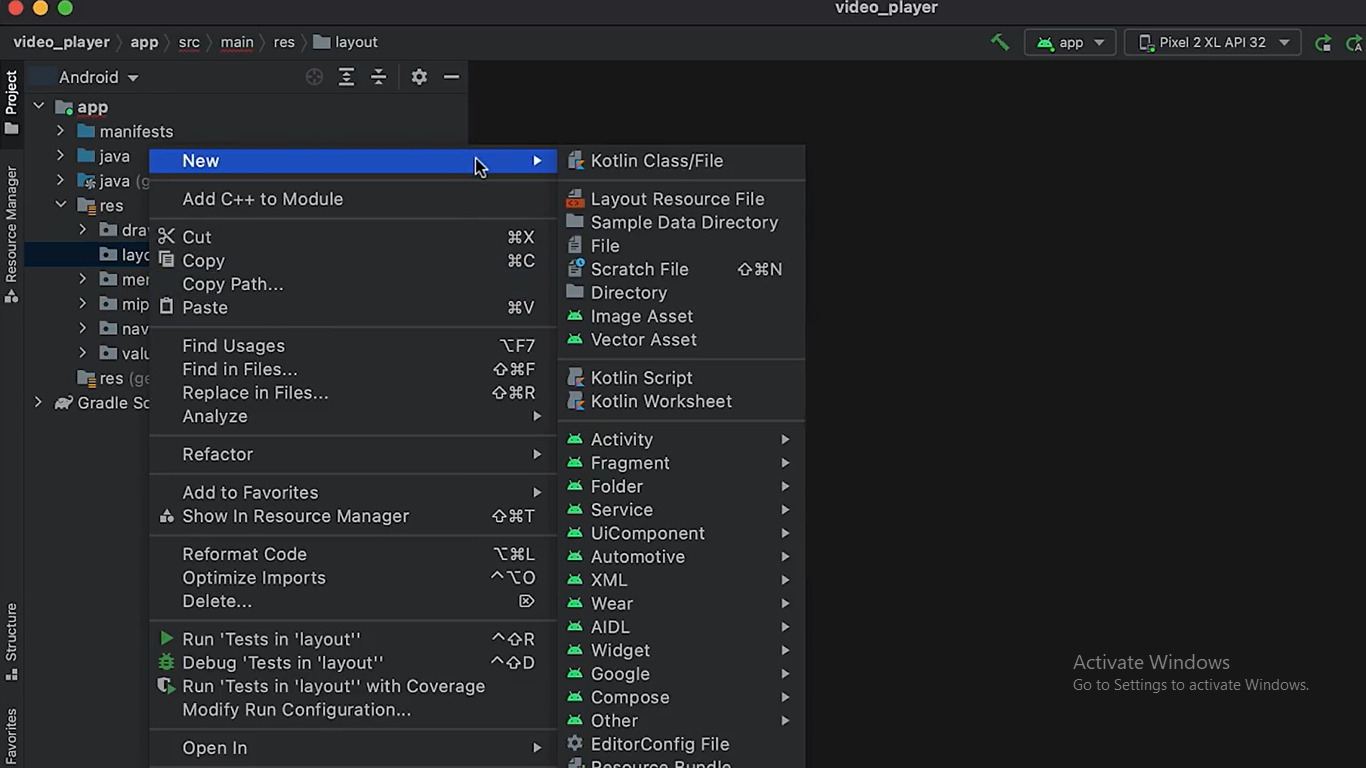 video_player
video_player app src main res layout
app
Pixel 2 XL API 32
Project
Android
app
manifests
java
java (g
res
dra
layo
mer
mip
nav
valu
res (ge
Gradle Sc
Resource Manager
Structure
Favorites
New
Add C++ to Module
Cut ⌘X
Copy ⌘C
Copy Path...
Paste ⌘V
Find Usages ⌥F7
Find in Files... ⇧⌘F
Replace in Files... ⇧⌘R
Analyze
Refactor
Add to Favorites
Show In Resource Manager ⇧⌘T
Reformat Code ⌥⌘L
Optimize Imports ^⌥O
Delete... ⌦
Run 'Tests in 'layout'' ^⇧R
Debug 'Tests in 'layout'' ^⇧D
Run 'Tests in 'layout'' with Coverage
Modify Run Configuration...
Open In
Kotlin Class/File
Layout Resource File
Sample Data Directory
File
Scratch File ⇧⌘N
Directory
Image Asset
Vector Asset
Kotlin Script
Kotlin Worksheet
Activity
Fragment
Folder
Service
UiComponent
Automotive
XML
Wear
AIDL
Widget
Google
Compose
Other
EditorConfig File
Resource Bundle
Activate Windows
Go to Settings to activate Windows.